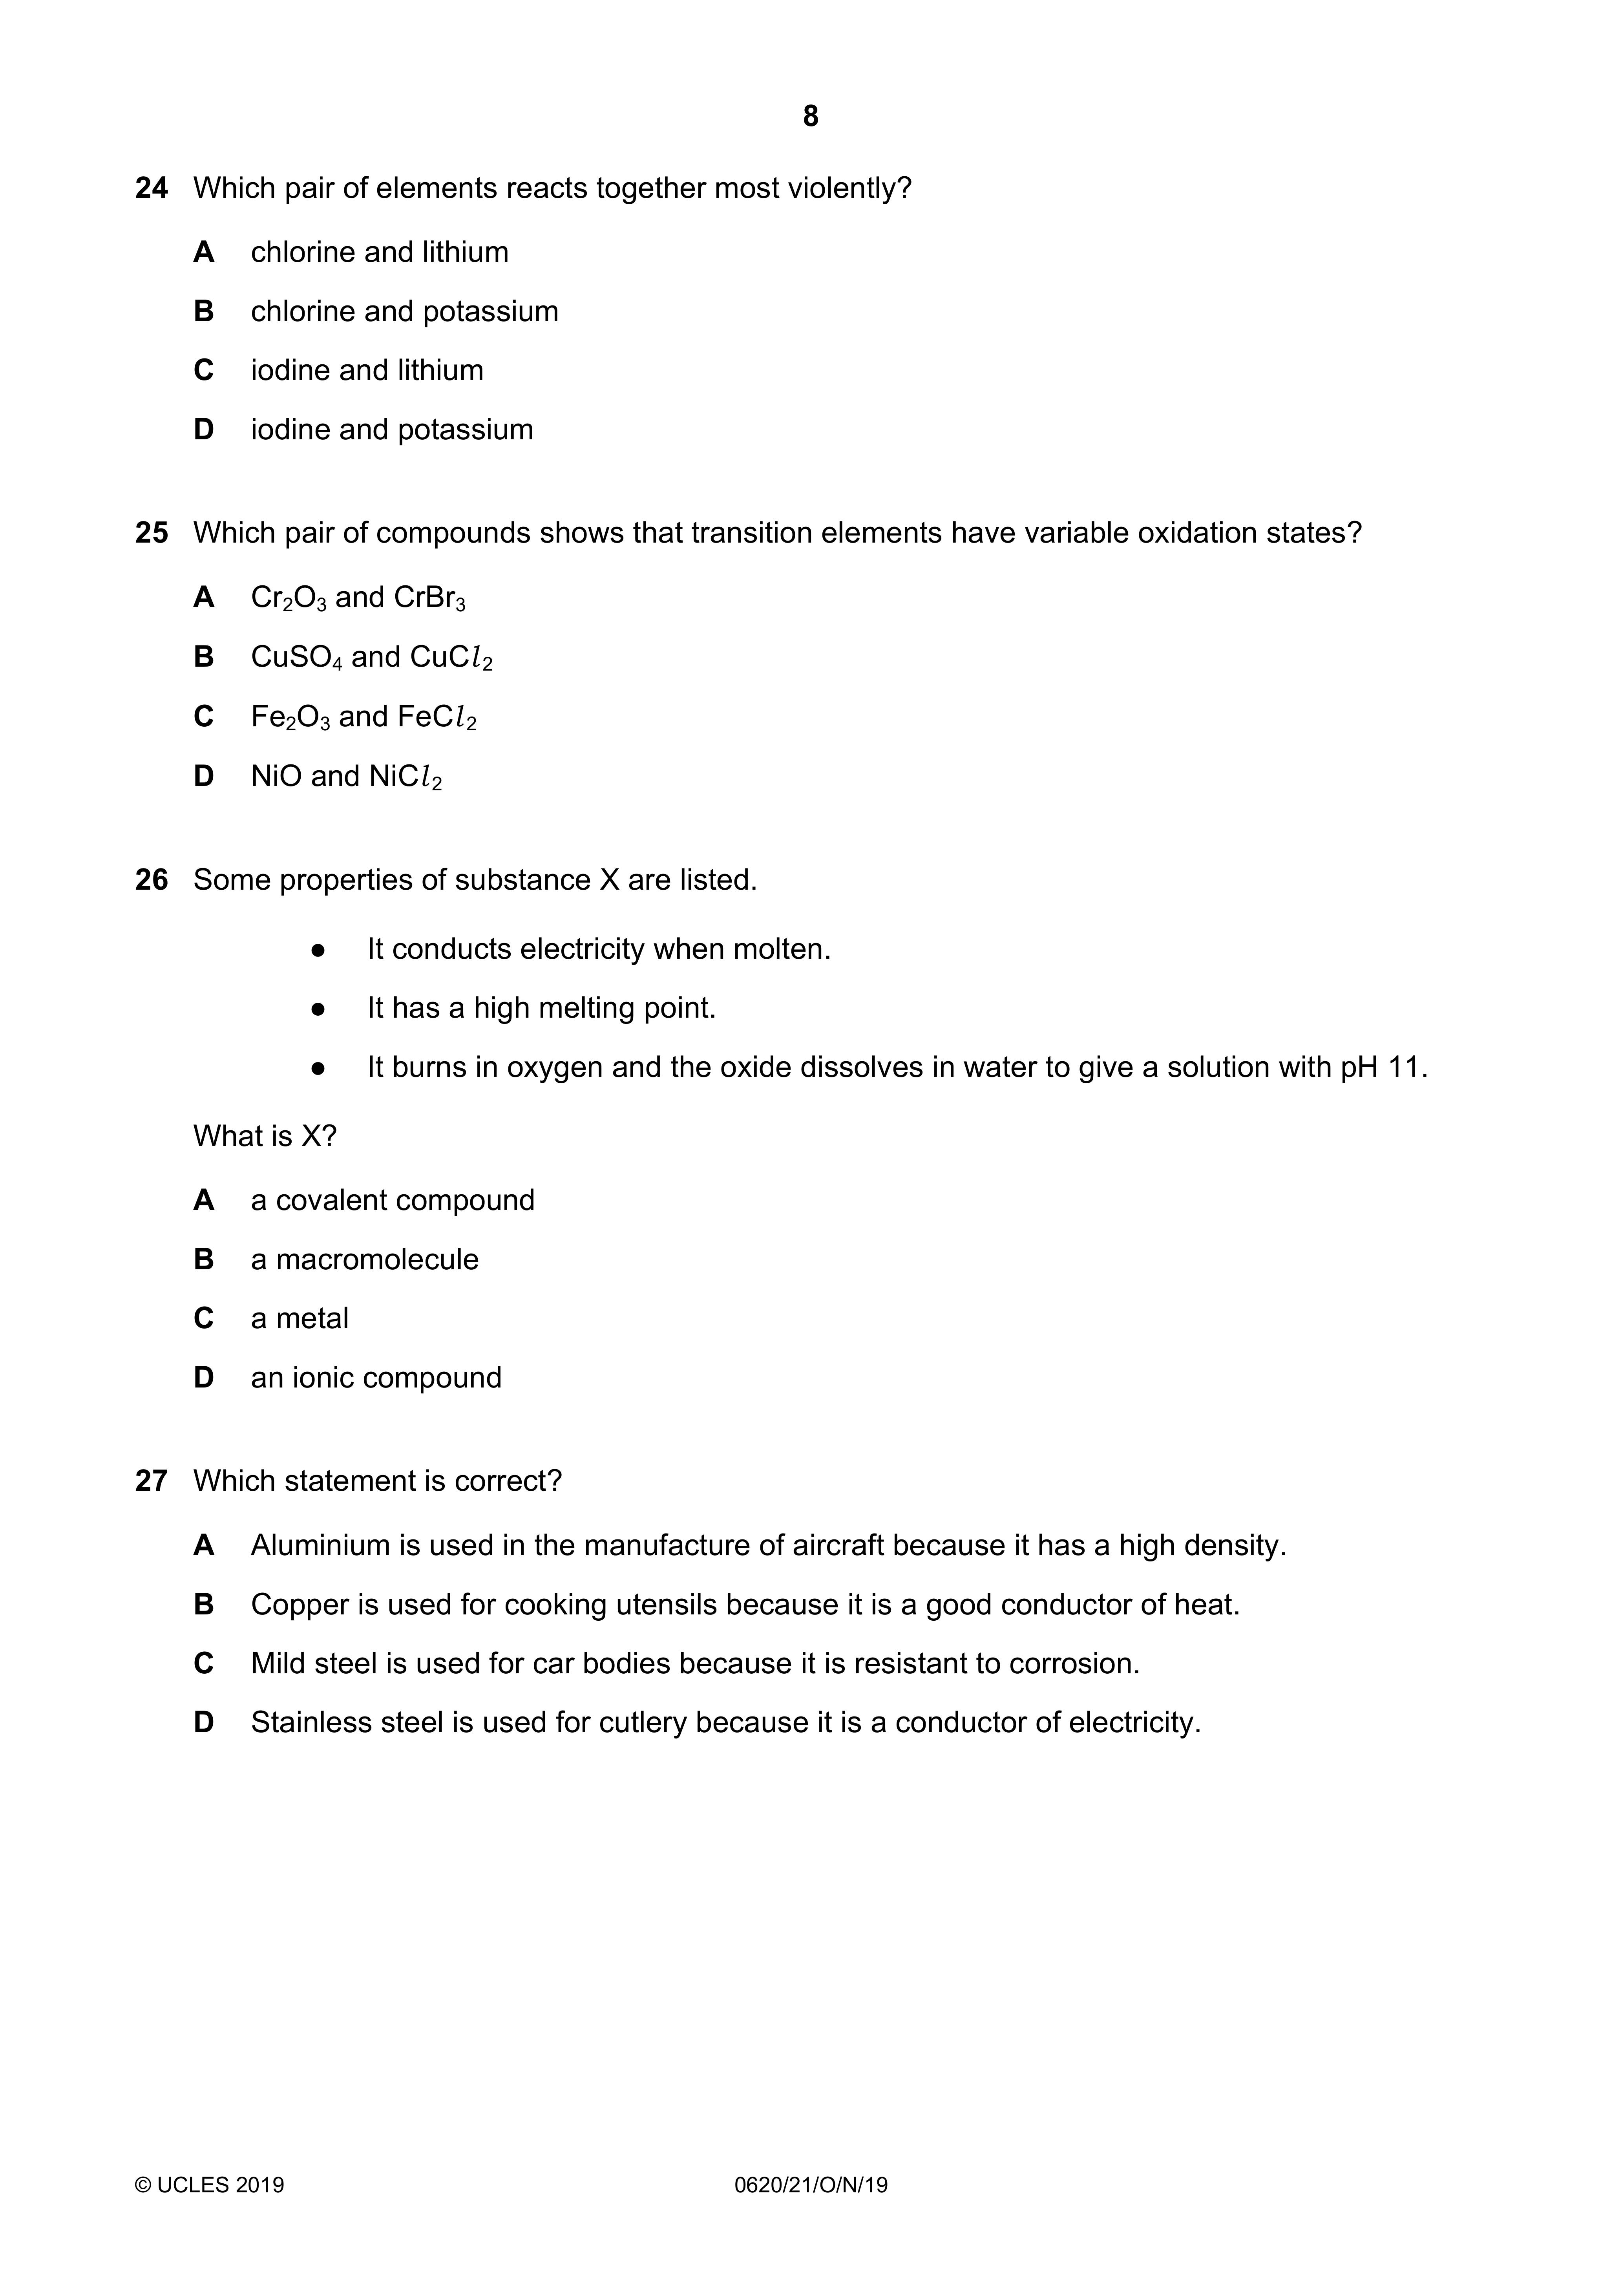 8
24 Which pair of elements reacts together most violently?
A chlorine and lithium
B chlorine and potassium
C iodine and lithium
D iodine and potassium
25 Which pair of compounds shows that transition elements have variable oxidation states?
A Cr₂O₃ and CrBr₃
B CuSO₄ and CuCl₂
C Fe₂O₃ and FeCl₂
D NiO and NiCl₂
26 Some properties of substance X are listed.
● It conducts electricity when molten.
● It has a high melting point.
● It burns in oxygen and the oxide dissolves in water to give a solution with pH 11.
What is X?
A a covalent compound
B a macromolecule
C a metal
D an ionic compound
27 Which statement is correct?
A Aluminium is used in the manufacture of aircraft because it has a high density.
B Copper is used for cooking utensils because it is a good conductor of heat.
C Mild steel is used for car bodies because it is resistant to corrosion.
D Stainless steel is used for cutlery because it is a conductor of electricity.
© UCLES 2019 0620/21/O/N/19